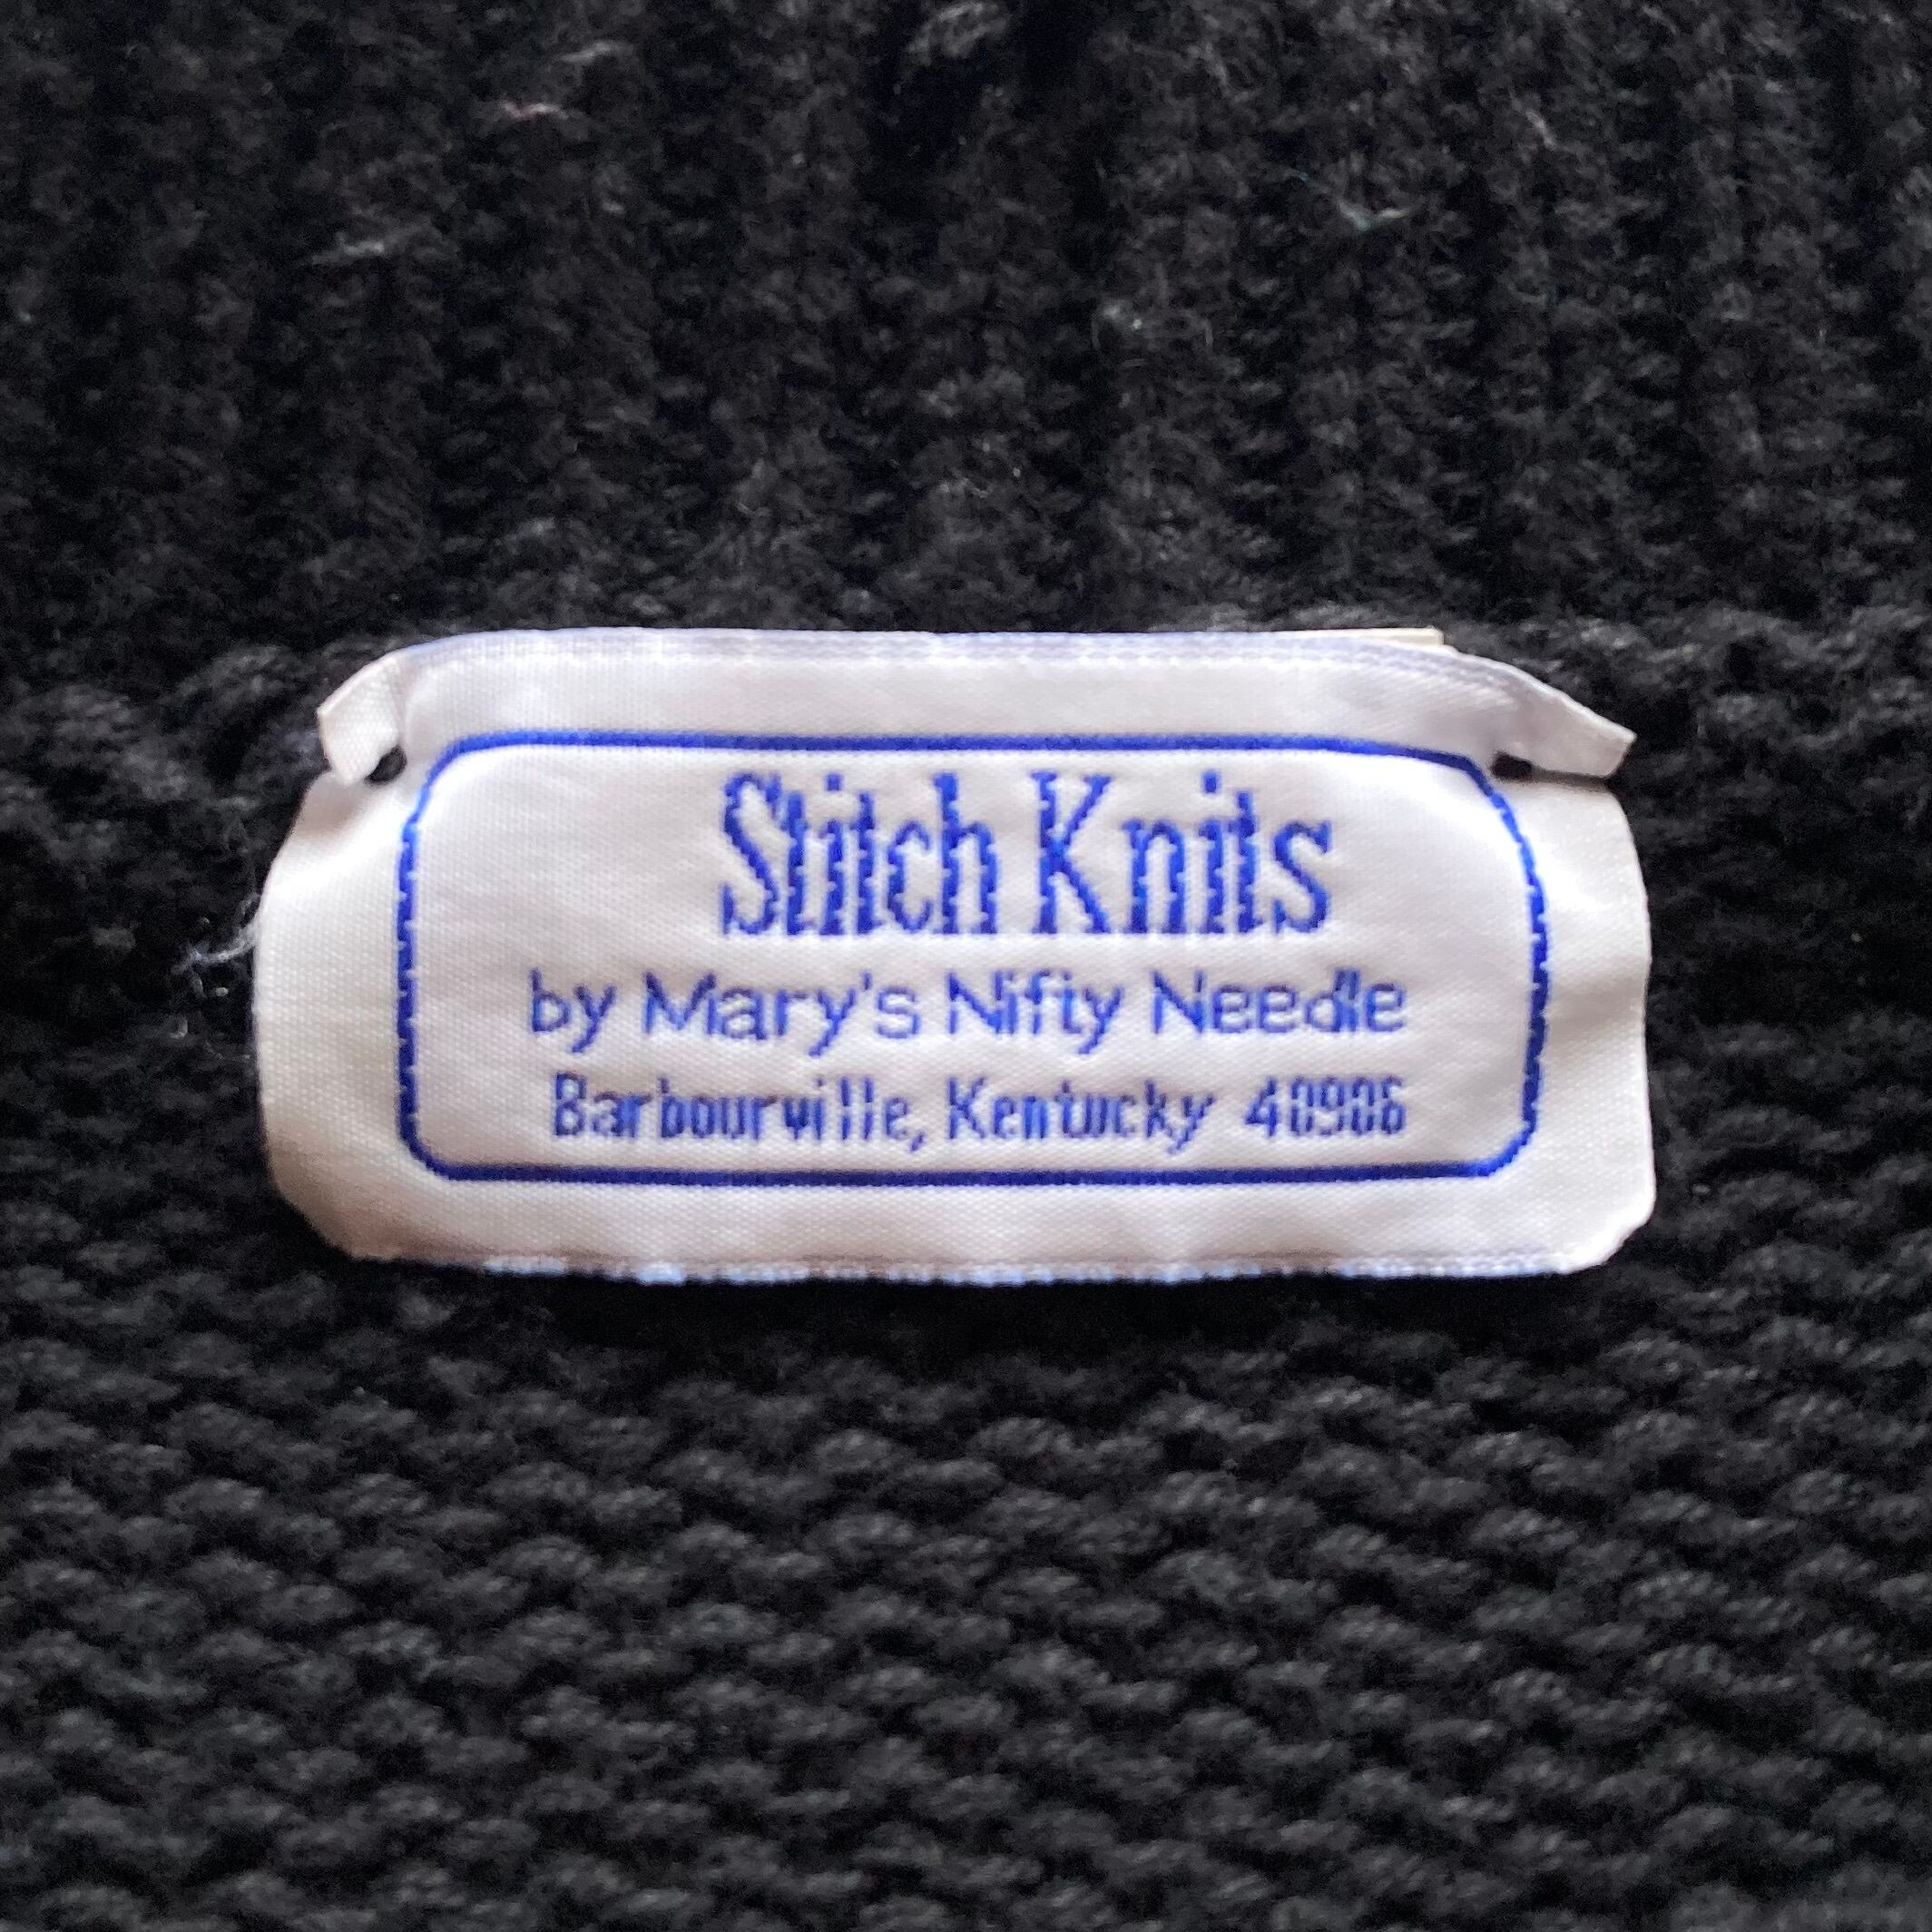 Stitch Knits
by Mary's Nifty Needle
Barbourville, Kentucky 40906